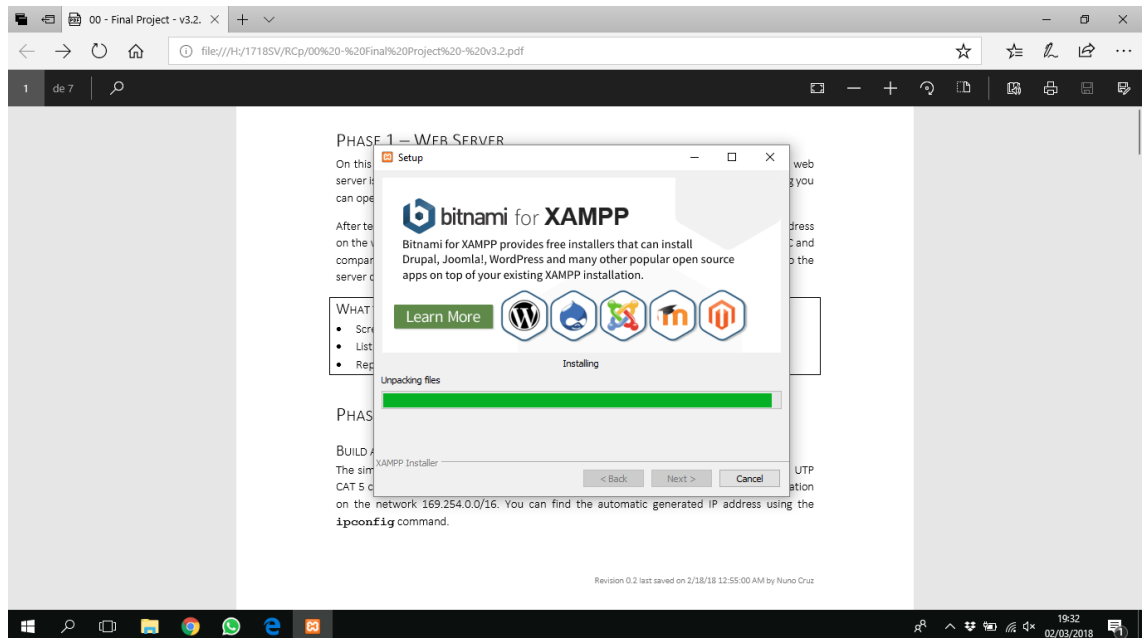 00 - Final Project - v3.2.
file:///H:/1718SV/RCp/00%20-%20Final%20Project%20-%20v3.2.pdf
1 de 7
PHASE 1 – WEB SERVER
On this
web
server is
g you
can ope
After te
dress
on the
C and
compar
o the
server
WHAT
• Scre
• List
• Rep
Setup
bitnami for XAMPP
Bitnami for XAMPP provides free installers that can install
Drupal, Joomla!, WordPress and many other popular open source
apps on top of your existing XAMPP installation.
Learn More
Installing
Unpacking files
XAMPP Installer
< Back Next > Cancel
PHAS
BUILD
The sim
UTP
CAT 5 c
ation
on the network 169.254.0.0/16. You can find the automatic generated IP address using the
ipconfig command.
Revision 0.2 last saved on 2/18/18 12:55:00 AM by Nuno Cruz
19:32
02/03/2018